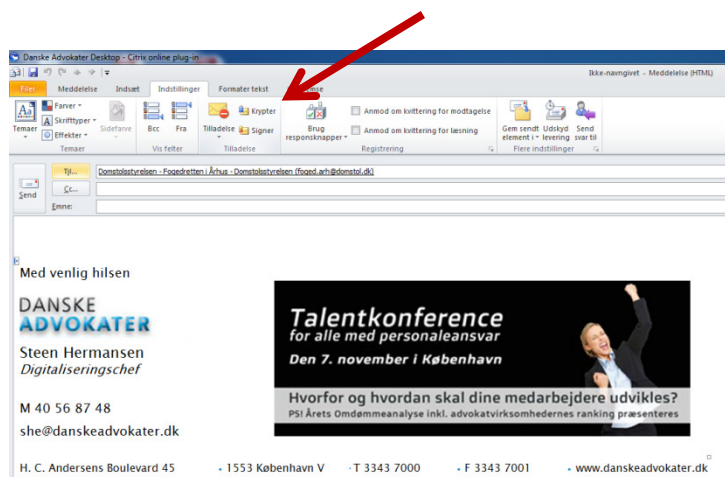 Danske Advokater Desktop - Citrix online plug-in
Ikke-navngivet - Meddelelse (HTML)
Filer Meddelelse Indsæt Indstillinger Formater tekst
Temaer Farver Skrifttyper Effekter Sidefarve Bcc Fra Tilladelse Krypter Signer Brug responsknapper Anmod om kvittering for modtagelse Anmod om kvittering for læsning Gem sendt element i Udskyd levering Send svar til
Temaer Vis felter Tilladelse Registrering Flere indstillinger
Send
Til... Domstolsstyrelsen - Fogedretten i Århus - Domstolsstyrelsen (foged.arh@domstol.dk)
Cc...
Emne:
Med venlig hilsen
DANSKE
ADVOKATER
Steen Hermansen
Digitaliseringschef
M 40 56 87 48
she@danskeadvokater.dk
Talentkonference
for alle med personaleansvar
Den 7. november i København
Hvorfor og hvordan skal dine medarbejdere udvikles?
PS! Årets Omdømmeanalyse inkl. advokatvirksomhedernes ranking præsenteres
H. C. Andersens Boulevard 45 • 1553 København V • T 3343 7000 • F 3343 7001 • www.danskeadvokater.dk